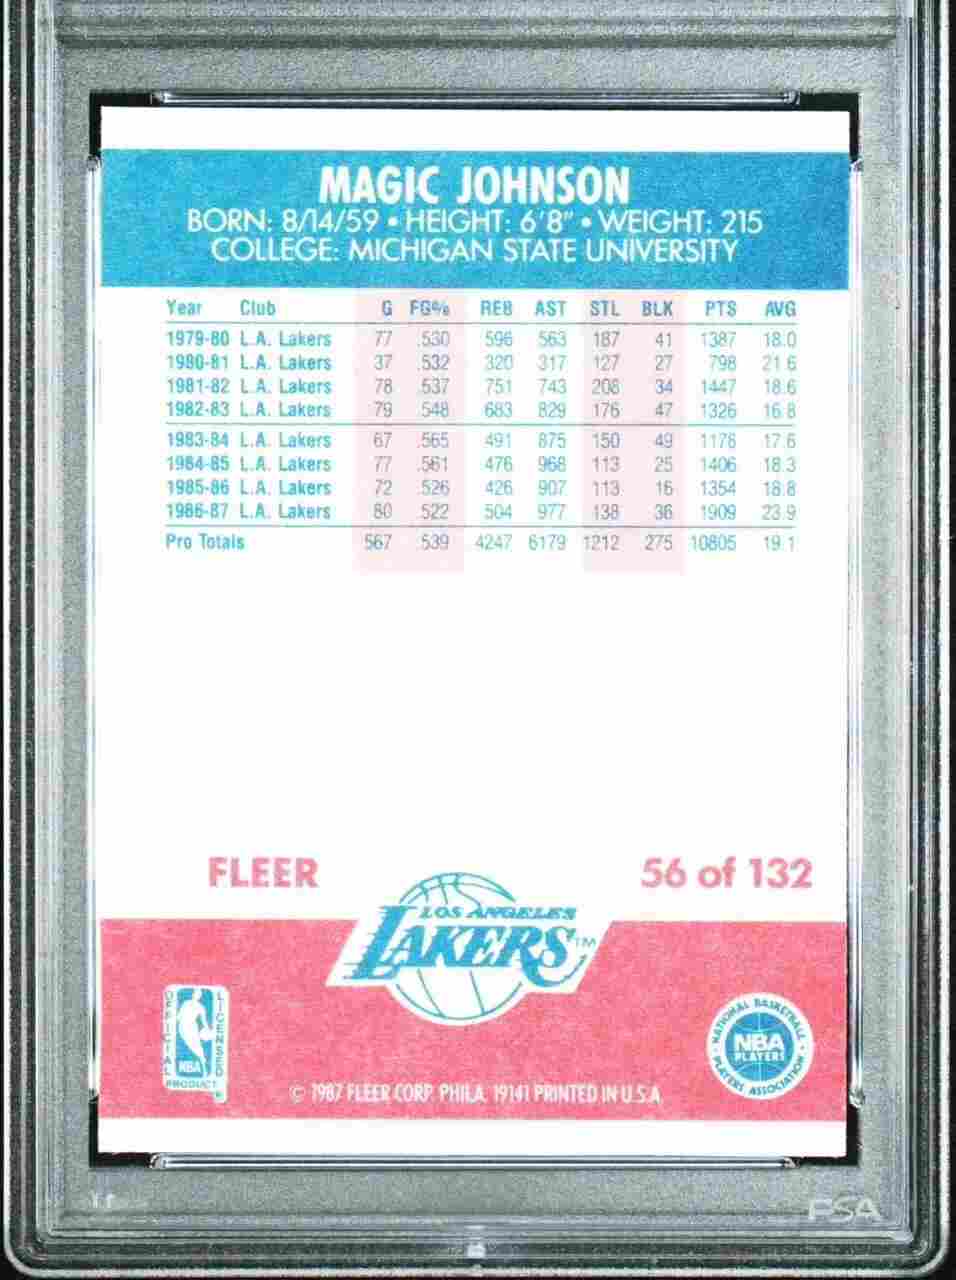 MAGIC JOHNSON
BORN: 8/14/59 • HEIGHT: 6'8" • WEIGHT: 215
COLLEGE: MICHIGAN STATE UNIVERSITY
Year Club G FG% REB AST STL BLK PTS AVG
1979-80 L.A. Lakers 77 .530 596 563 187 41 1387 18.0
1980-81 L.A. Lakers 37 .532 320 317 127 27 798 21.6
1981-82 L.A. Lakers 78 .537 751 743 208 34 1447 18.6
1982-83 L.A. Lakers 79 .548 683 829 176 47 1326 16.8
1983-84 L.A. Lakers 67 .565 491 875 150 49 1178 17.6
1984-85 L.A. Lakers 77 .561 476 968 113 25 1406 18.3
1985-86 L.A. Lakers 72 .526 426 907 113 16 1354 18.8
1986-87 L.A. Lakers 80 .522 504 977 138 36 1909 23.9
Pro Totals 567 .539 4247 6179 1212 275 10805 19.1
FLEER 56 of 132
LOS ANGELES
LAKERS™
OFFICIAL LICENSED
NBA
PRODUCT ®
NATIONAL BASKETBALL
NBA
PLAYERS
PLAYERS ASSOCIATION
© 1987 FLEER CORP. PHILA. 19141 PRINTED IN U.S.A.
PSA